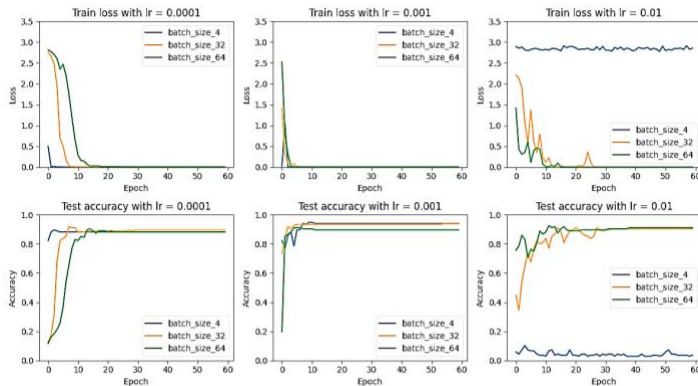 Train loss with lr = 0.0001
3.5
3.0
2.5
2.0
1.5
1.0
0.5
0.0
Loss
batch_size_4
batch_size_32
batch_size_64
0 10 20 30 40 50 60
Epoch
Train loss with lr = 0.001
3.5
3.0
2.5
2.0
1.5
1.0
0.5
0.0
Loss
batch_size_4
batch_size_32
batch_size_64
0 10 20 30 40 50 60
Epoch
Train loss with lr = 0.01
3.5
3.0
2.5
2.0
1.5
1.0
0.5
0.0
Loss
batch_size_4
batch_size_32
batch_size_64
0 10 20 30 40 50 60
Epoch
Test accuracy with lr = 0.0001
1.0
0.8
0.6
0.4
0.2
0.0
Accuracy
batch_size_4
batch_size_32
batch_size_64
0 10 20 30 40 50 60
Epoch
Test accuracy with lr = 0.001
1.0
0.8
0.6
0.4
0.2
0.0
Accuracy
batch_size_4
batch_size_32
batch_size_64
0 10 20 30 40 50 60
Epoch
Test accuracy with lr = 0.01
1.0
0.8
0.6
0.4
0.2
0.0
Accuracy
batch_size_4
batch_size_32
batch_size_64
0 10 20 30 40 50 60
Epoch